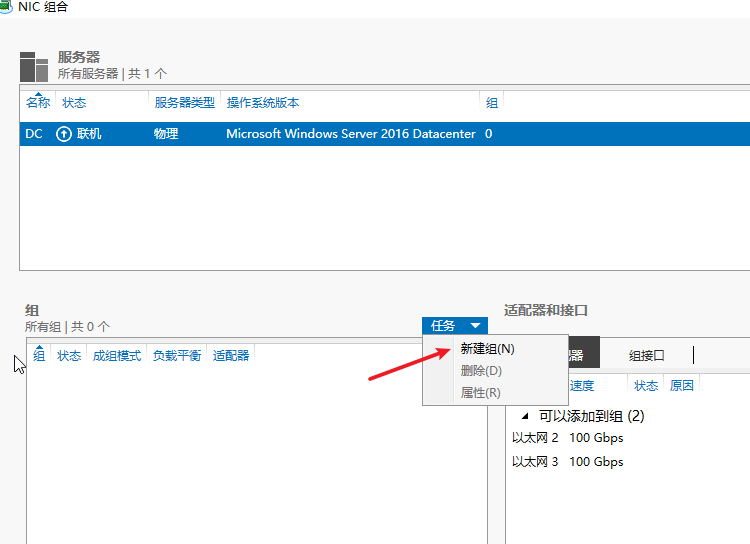 NIC 组合
服务器
所有服务器 | 共 1 个
名称 状态 服务器类型 操作系统版本 组
DC 联机 物理 Microsoft Windows Server 2016 Datacenter 0
组
所有组 | 共 0 个
任务
适配器和接口
新建组(N)
删除(D)
属性(R)
器 组接口
组 状态 成组模式 负载平衡 适配器
速度 状态 原因
可以添加到组 (2)
以太网 2 100 Gbps
以太网 3 100 Gbps